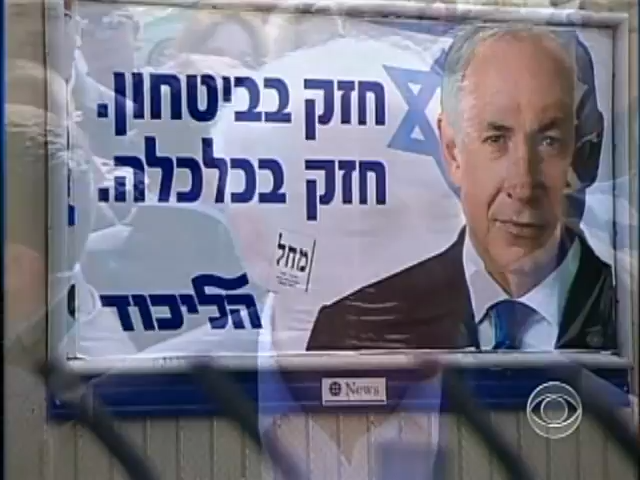 חזק בביטחון.
חזק בכלכלה.
מחל
הליכוד
News